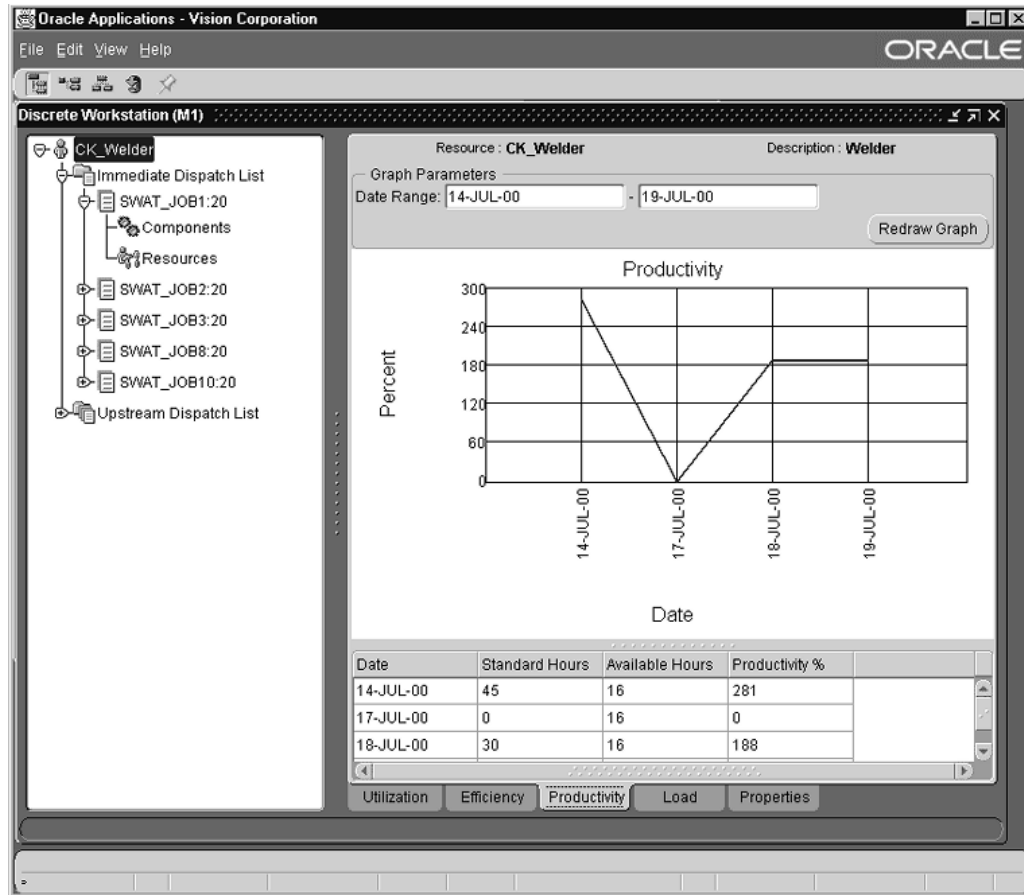 Oracle Applications - Vision Corporation
File Edit View Help
ORACLE
Discrete Workstation (M1)
CK_Welder
Immediate Dispatch List
SWAT_JOB1:20
Components
Resources
SWAT_JOB2:20
SWAT_JOB3:20
SWAT_JOB8:20
SWAT_JOB10:20
Upstream Dispatch List
Resource : CK_Welder Description : Welder
Graph Parameters
Date Range: 14-JUL-00 - 19-JUL-00
Redraw Graph
Productivity
300
240
180
120
60
0
Percent
14-JUL-00 17-JUL-00 18-JUL-00 19-JUL-00
Date
Date Standard Hours Available Hours Productivity %
14-JUL-00 45 16 281
17-JUL-00 0 16 0
18-JUL-00 30 16 188
Utilization Efficiency Productivity Load Properties